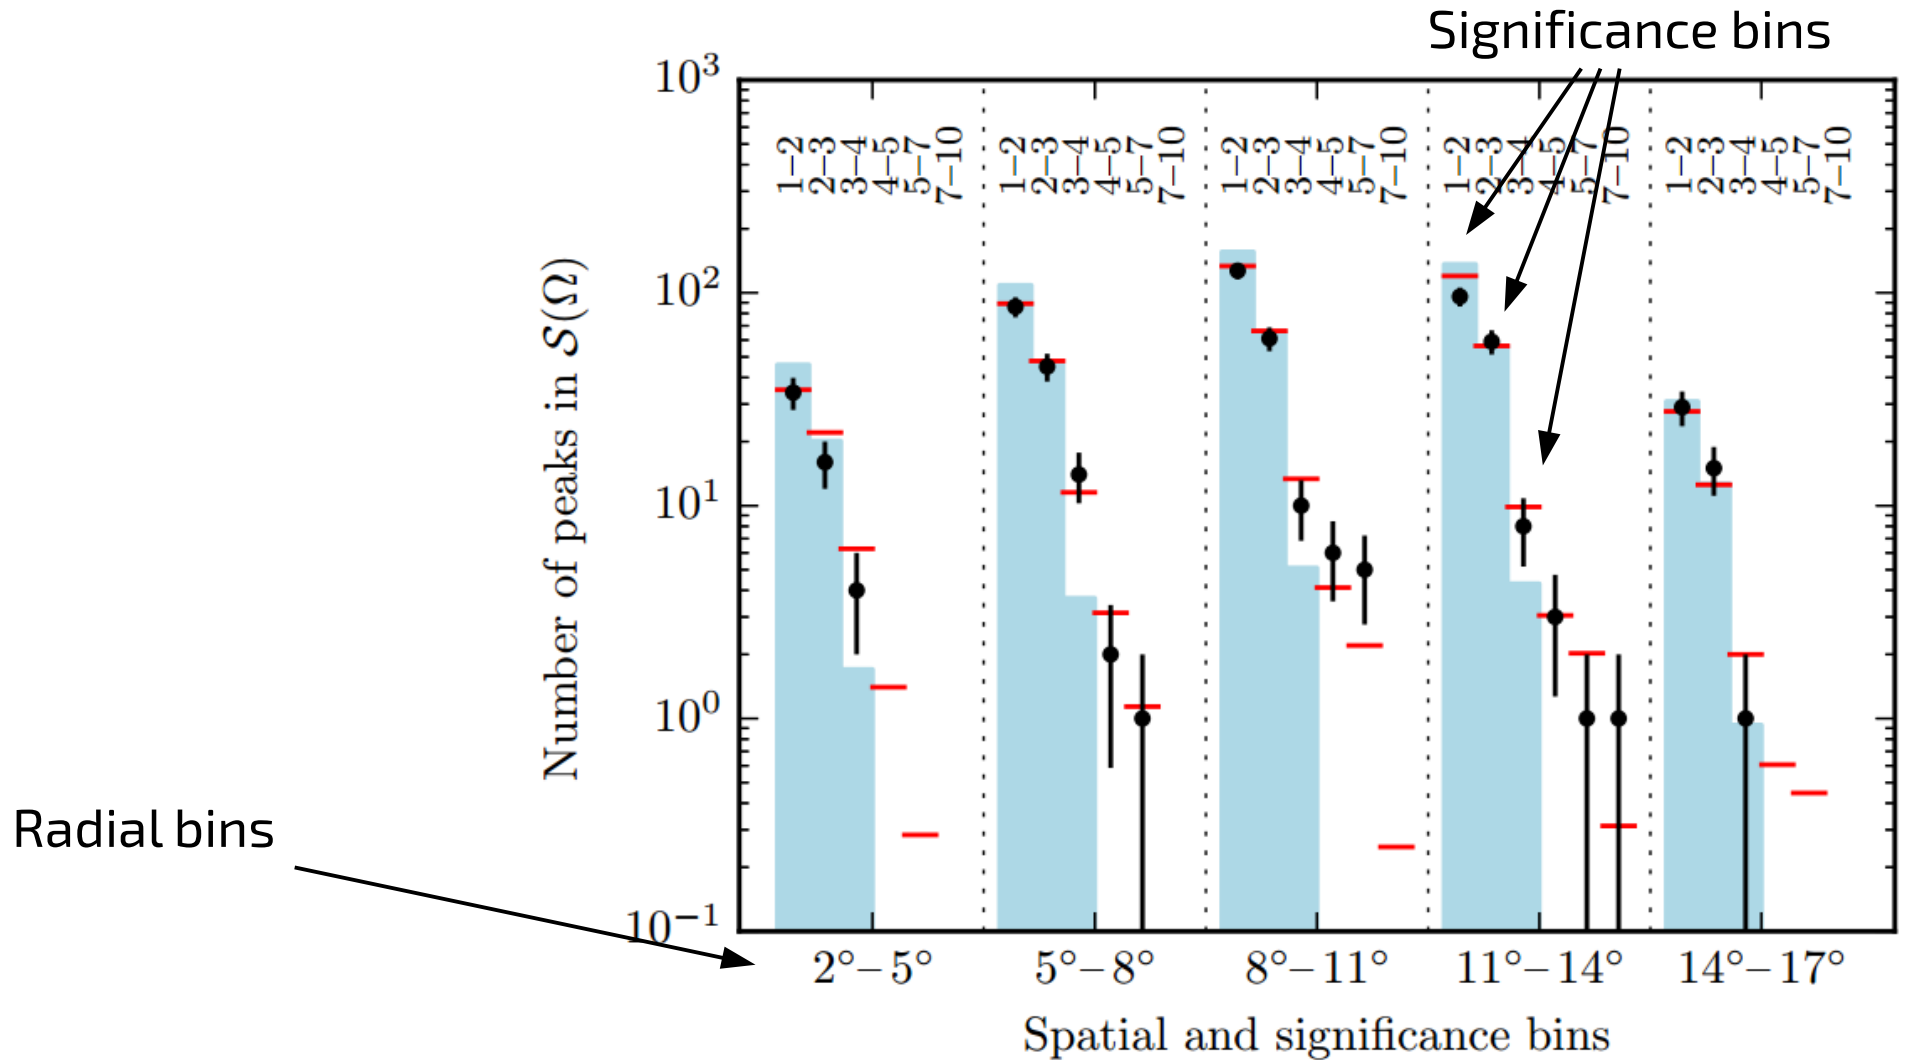 Significance bins
10³
1–2 2–3 3–4 4–5 5–7 7–10
1–2 2–3 3–4 4–5 5–7 7–10
1–2 2–3 3–4 4–5 5–7 7–10
1–2 2–3 3–4 4–5 5–7 7–10
1–2 2–3 3–4 4–5 5–7 7–10
Number of peaks in 𝒮(Ω)
10²
10¹
10⁰
10⁻¹
Radial bins
2°–5° 5°–8° 8°–11° 11°–14° 14°–17°
Spatial and significance bins